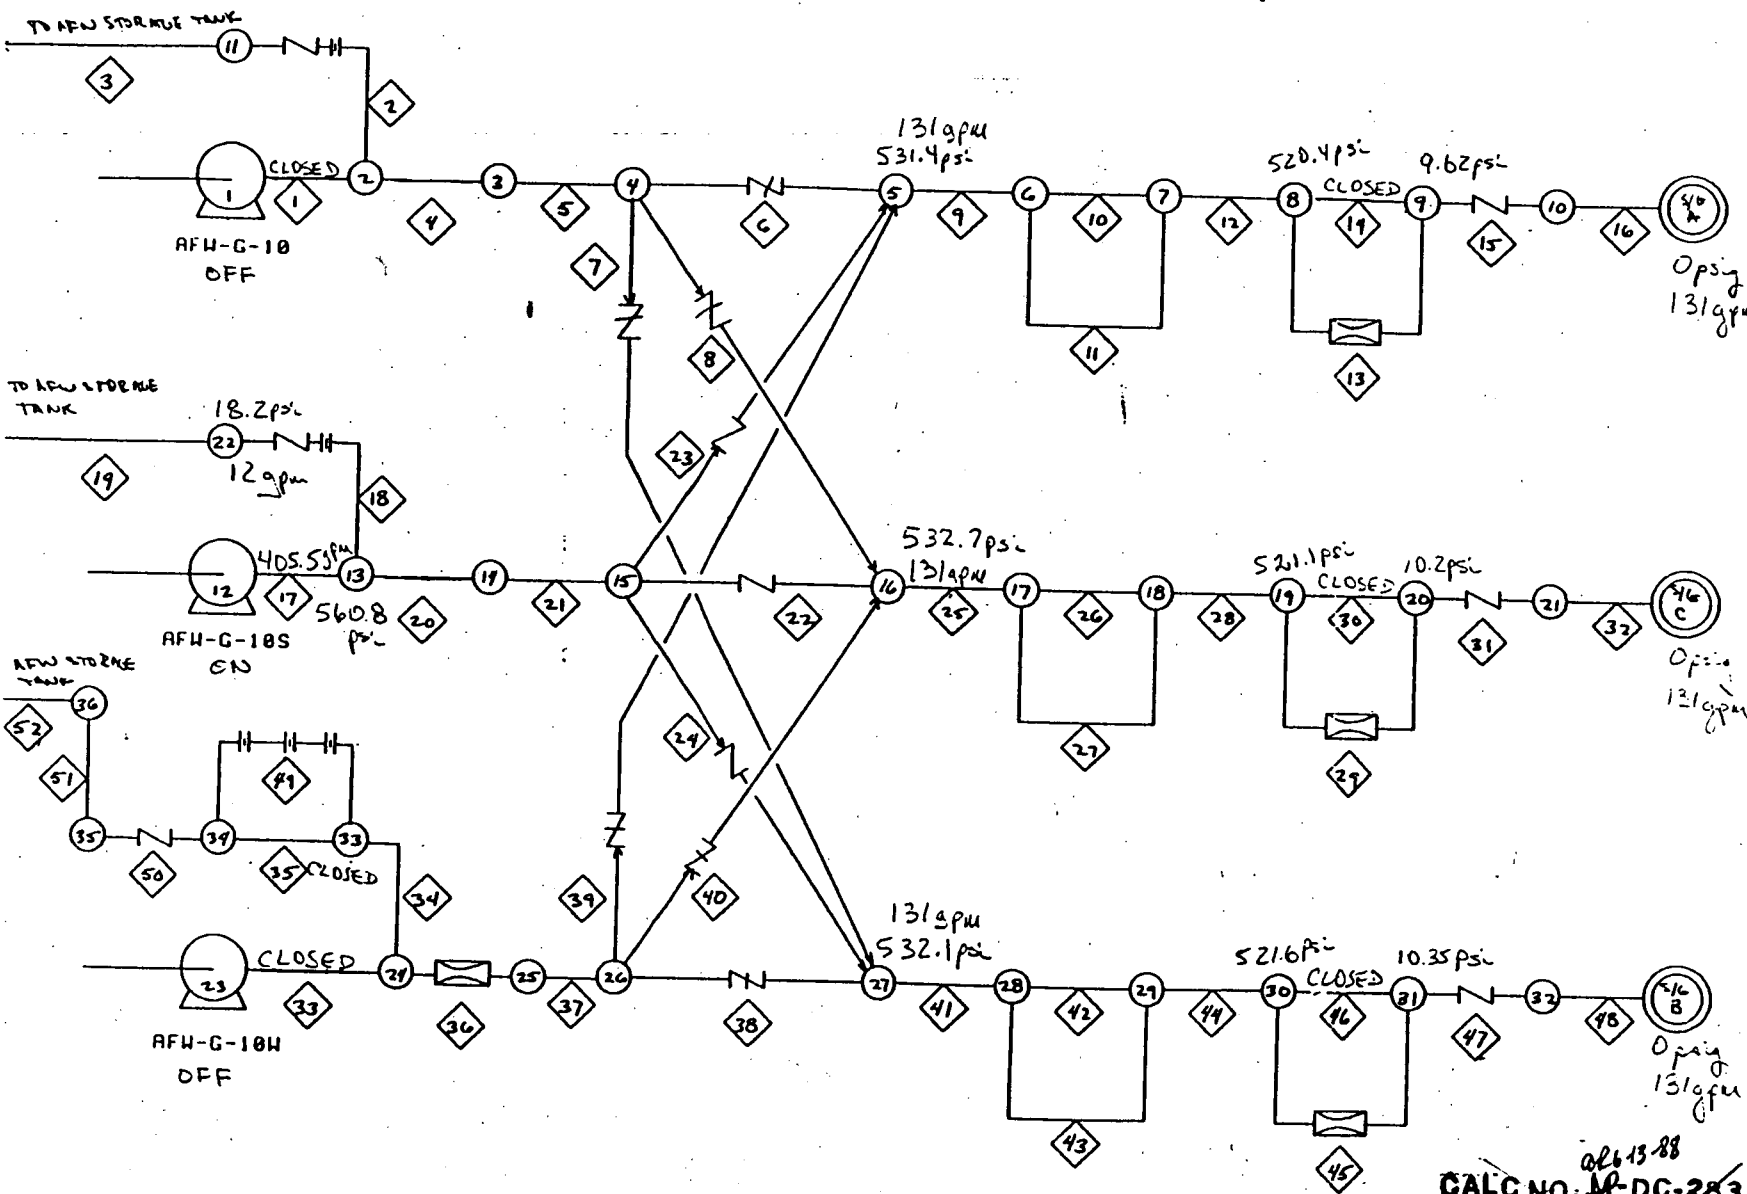 TO AFW STORAGE TANK
11
3
2
1
CLOSED
1
2
AFW-G-10
OFF
4
3
5
4
7
8
6
131 gpm
531.4 psi
5
9
6
10
7
11
12
520.4 psi
8
CLOSED
14
13
9.62 psi
9
15
10
16
S/G
A
0 psig
131 gpm
TO AFW STORAGE
TANK
18.2 psi
22
12 gpm
19
18
23
12
405.5 gpm
17
13
560.8
psi
AFW-G-10S
20
14
21
15
22
532.7 psi
131 gpm
16
25
17
26
18
27
28
521.1 psi
19
CLOSED
30
29
10.2 psi
20
31
21
32
S/G
C
0 psig
131 gpm
AFW STORAGE
TANK
36
52
51
35
50
34
49
33
35
CLOSED
34
23
CLOSED
33
24
36
25
37
26
39
40
24
38
AFW-G-10W
OFF
131 gpm
532.1 psi
27
41
28
42
29
43
44
521.6 psi
30
CLOSED
46
45
10.35 psi
31
47
32
48
S/G
B
0 psig
131 gpm
6 13 88
CALC NO.
DC-283